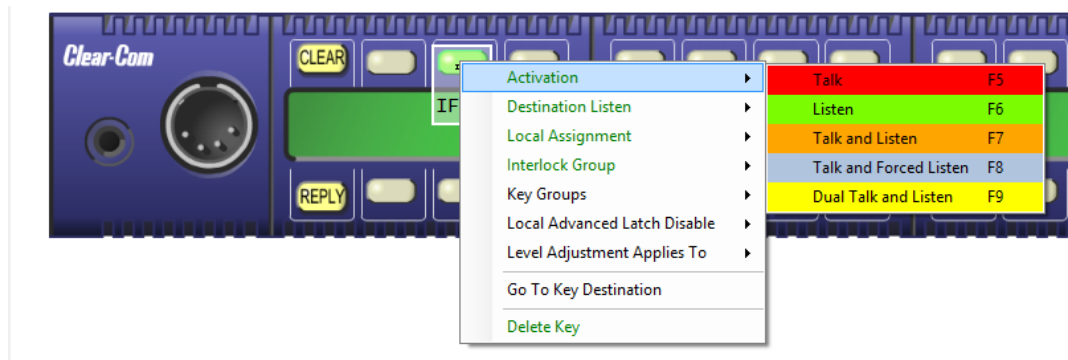 Clear-Com
CLEAR
IF
REPLY
Activation
Destination Listen
Local Assignment
Interlock Group
Key Groups
Local Advanced Latch Disable
Level Adjustment Applies To
Go To Key Destination
Delete Key
Talk F5
Listen F6
Talk and Listen F7
Talk and Forced Listen F8
Dual Talk and Listen F9